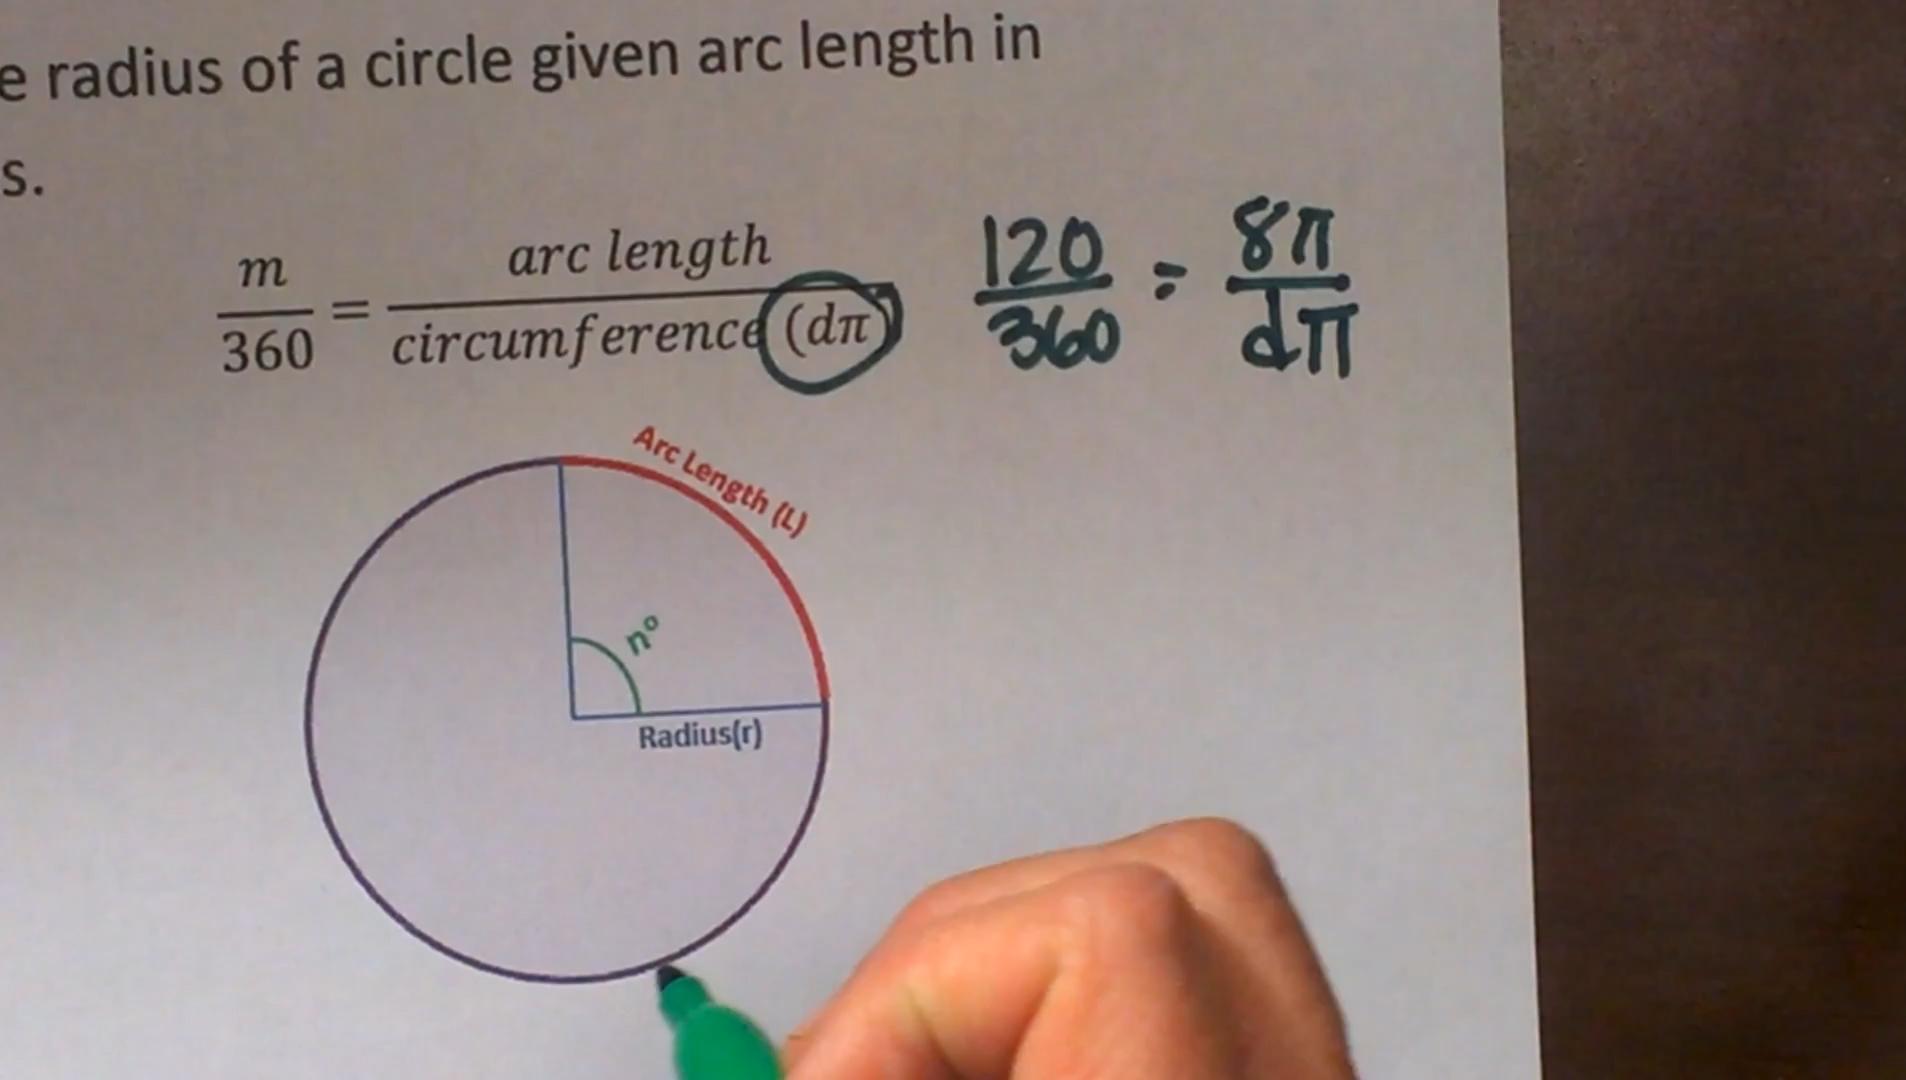 e radius of a circle given arc length in
s.
m/360 = arc length/circumference (dπ)
120/360 = 8π/dπ
Arc Length (L)
n°
Radius(r)